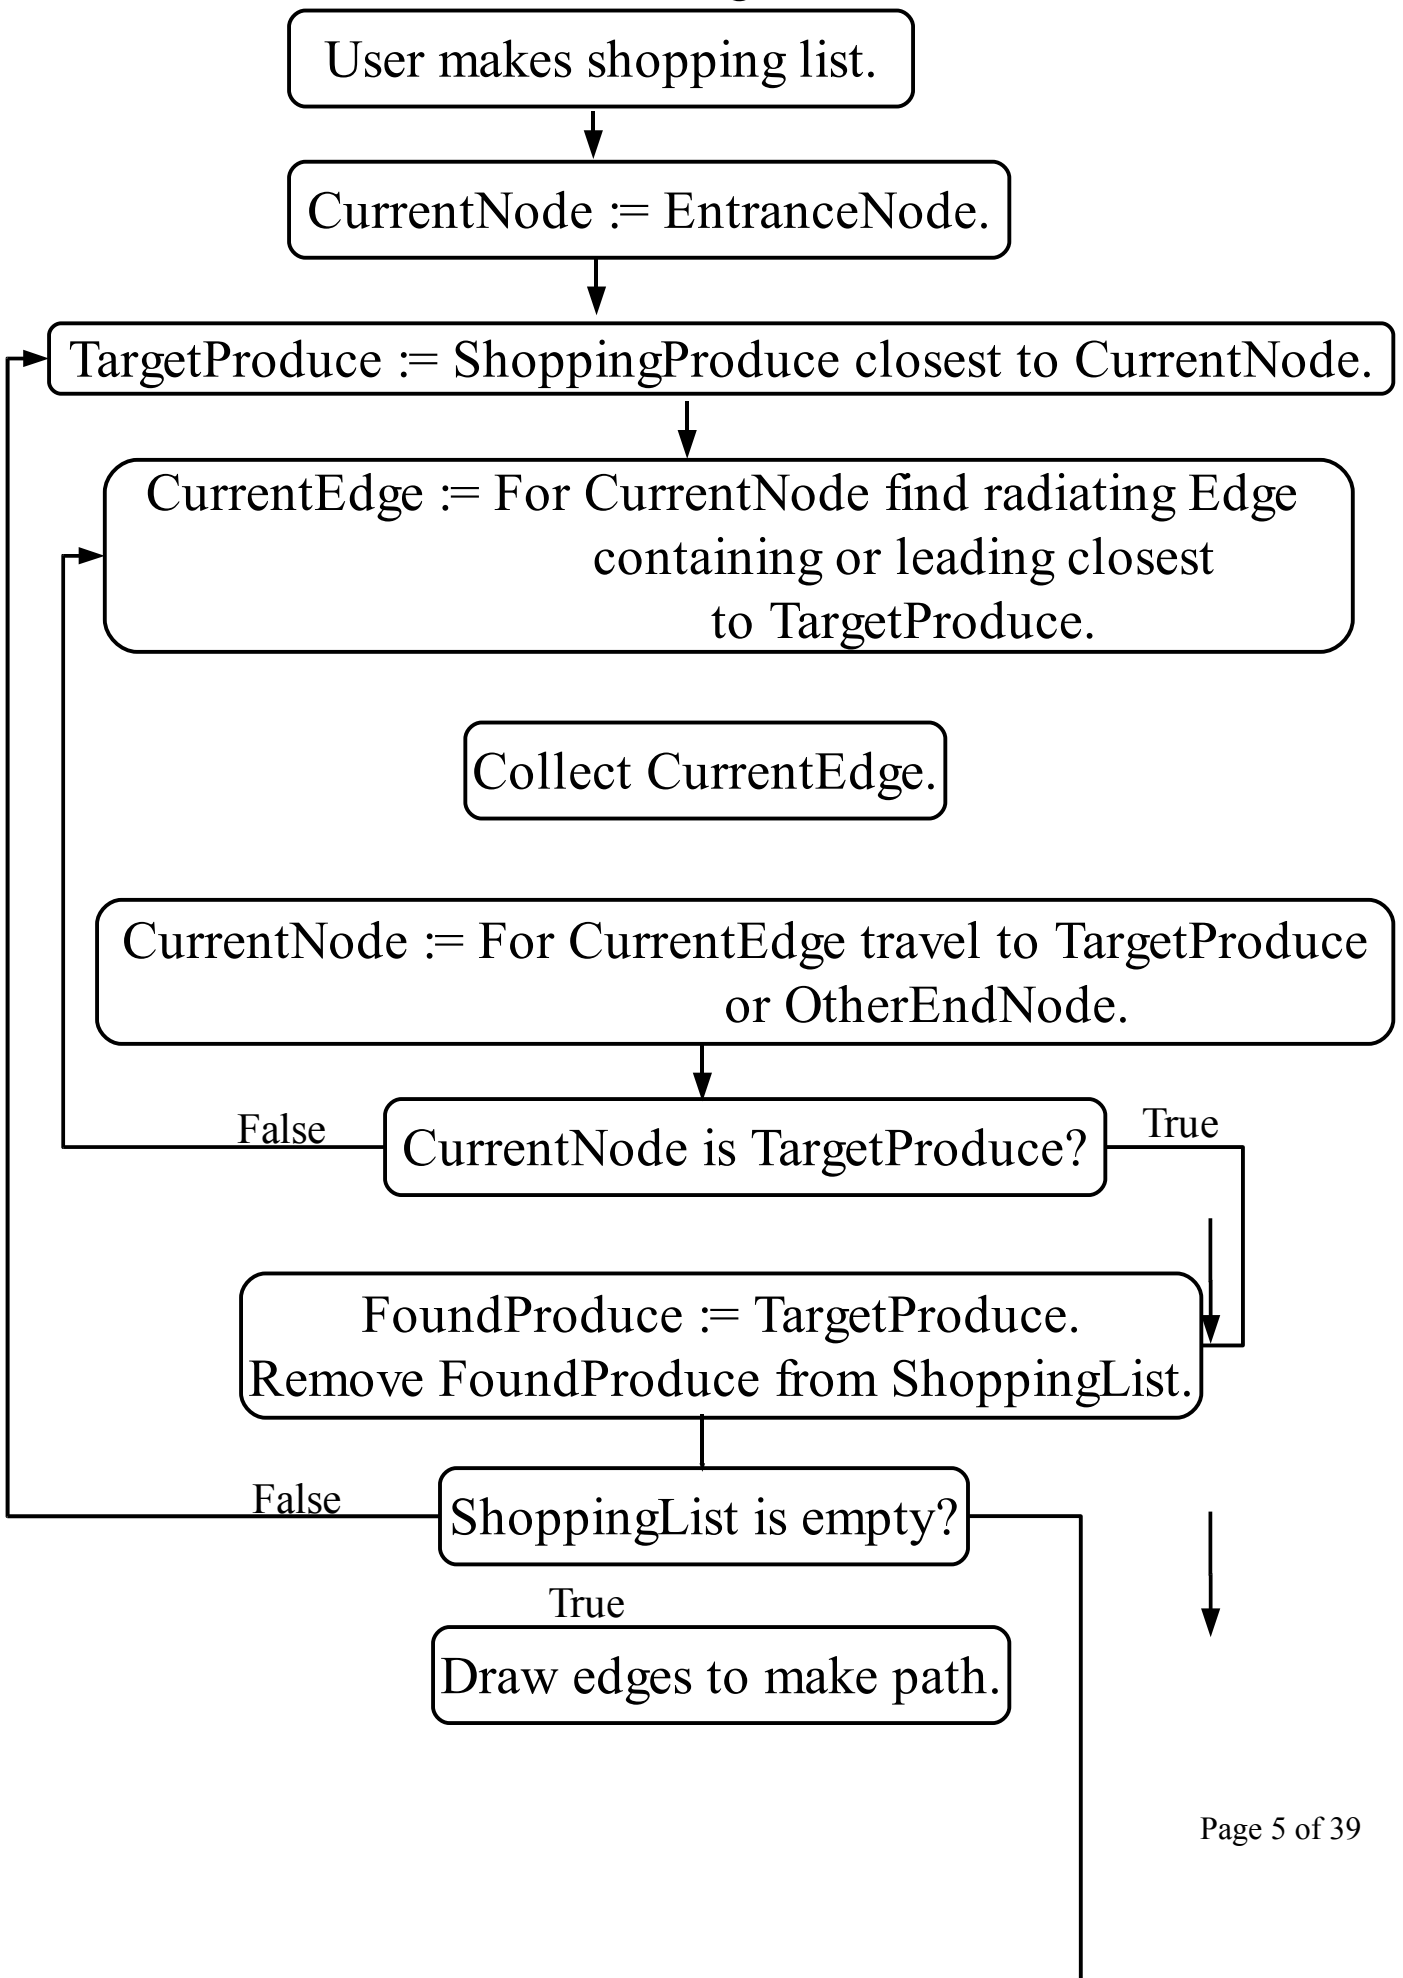 User makes shopping list.
CurrentNode := EntranceNode.
TargetProduce := ShoppingProduce closest to CurrentNode.
CurrentEdge := For CurrentNode find radiating Edge
containing or leading closest
to TargetProduce.
Collect CurrentEdge.
CurrentNode := For CurrentEdge travel to TargetProduce
or OtherEndNode.
False
True
CurrentNode is TargetProduce?
FoundProduce := TargetProduce.
Remove FoundProduce from ShoppingList.
False
ShoppingList is empty?
True
Draw edges to make path.
Page 5 of 39